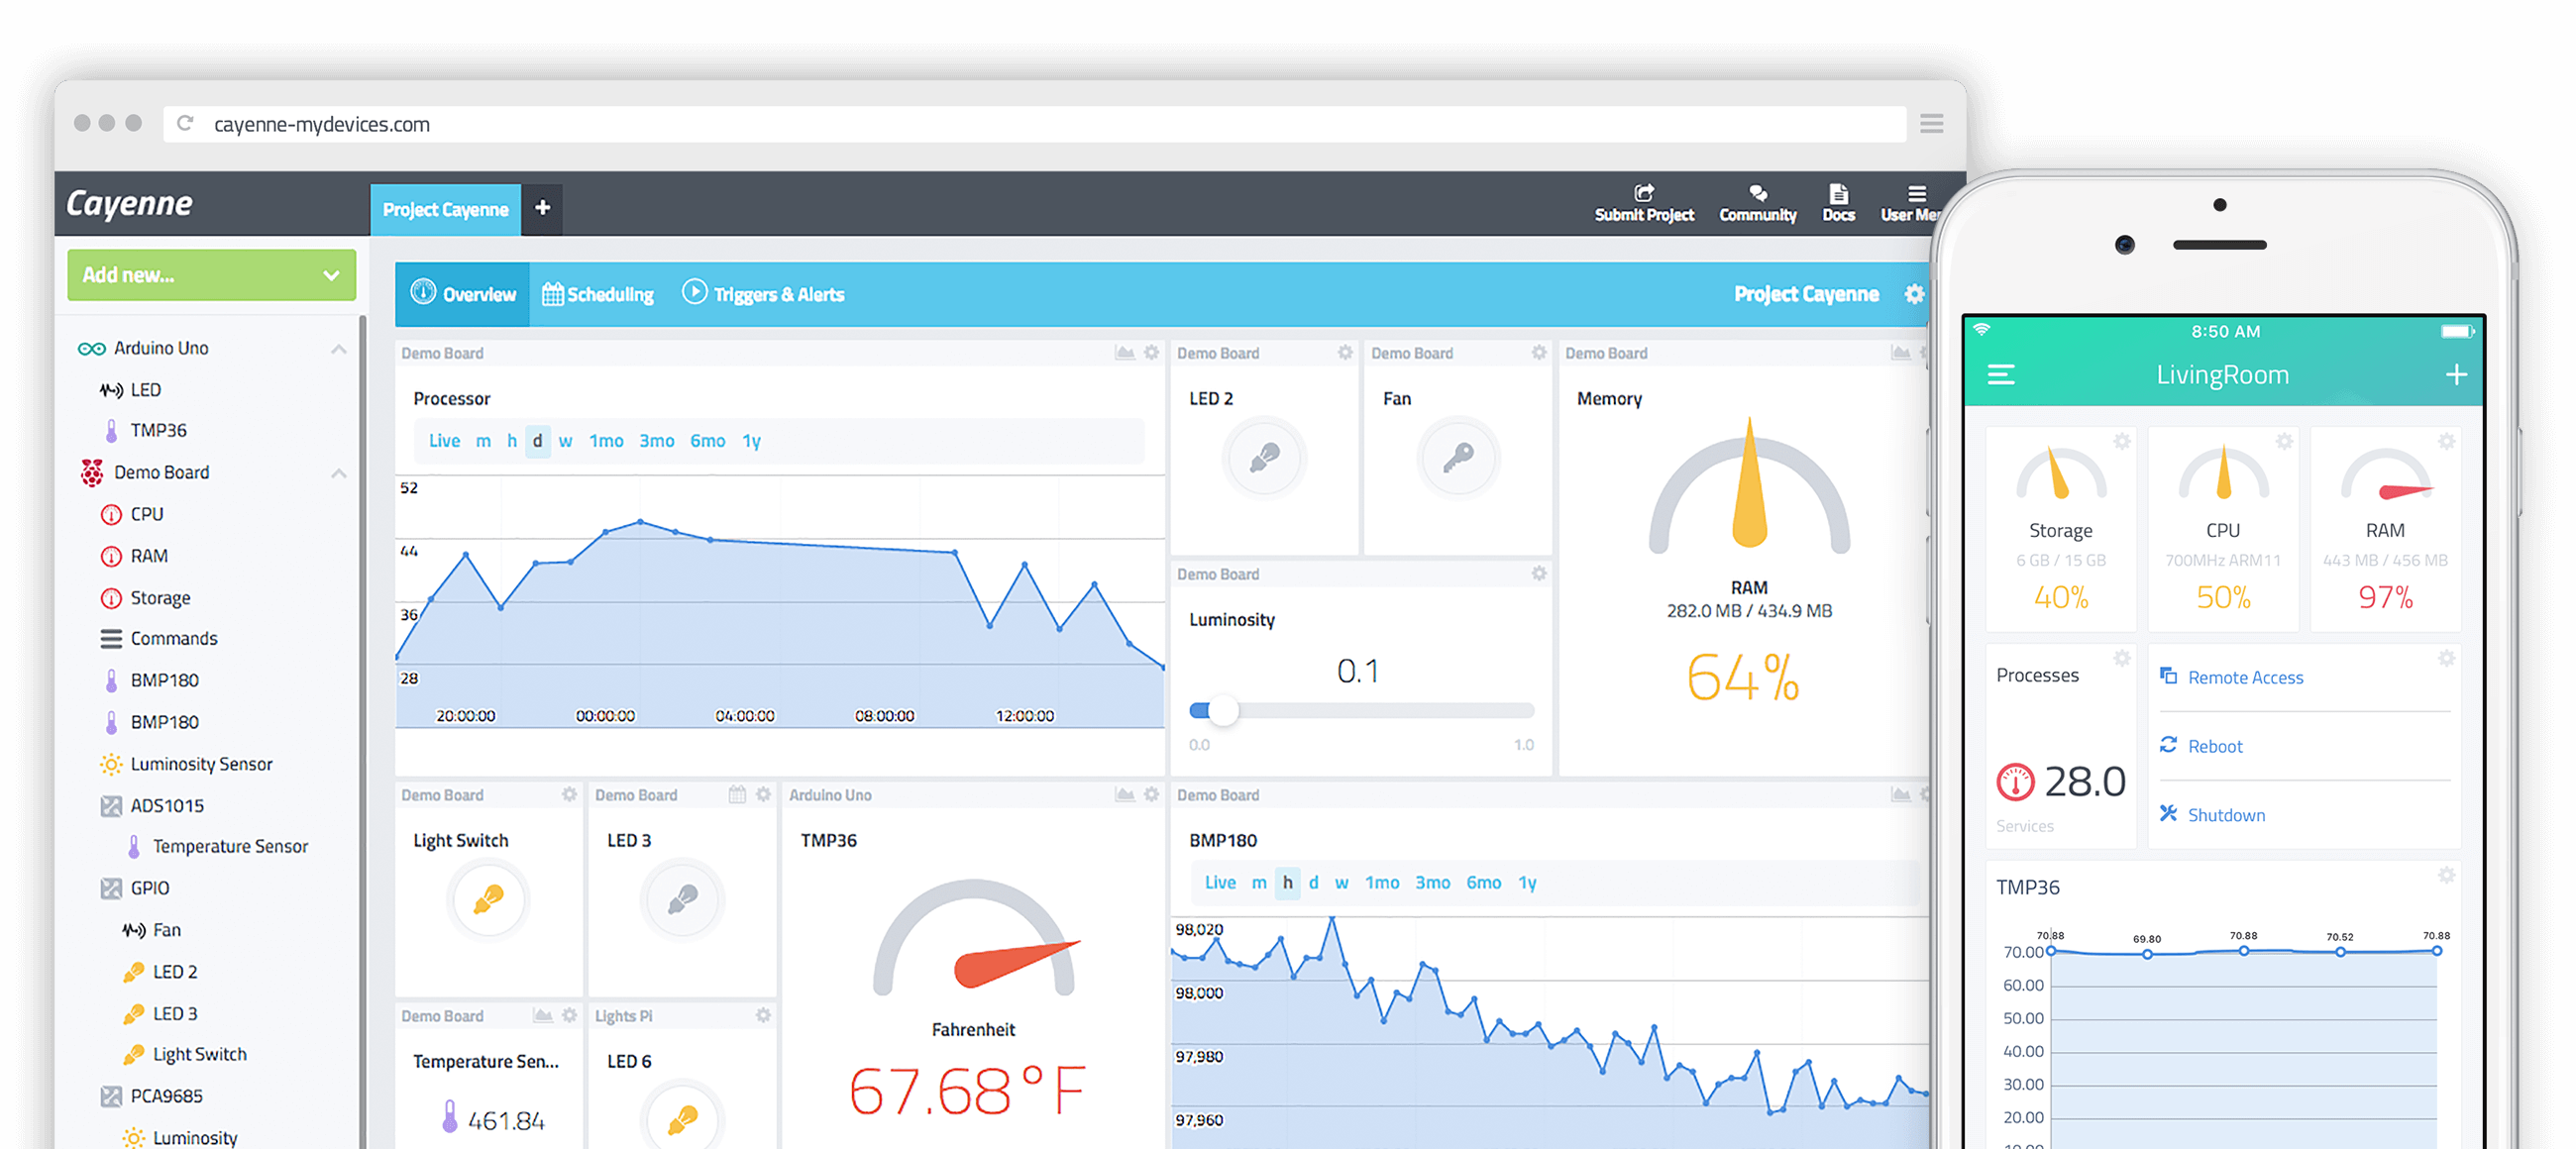 cayenne-mydevices.com
Cayenne
Project Cayenne
+
Submit Project
Community
Docs
User Me
Add new...
Arduino Uno
LED
TMP36
Demo Board
CPU
RAM
Storage
Commands
BMP180
BMP180
Luminosity Sensor
ADS1015
Temperature Sensor
GPIO
Fan
LED 2
LED 3
Light Switch
PCA9685
Luminosity
Overview
Scheduling
Triggers & Alerts
Project Cayenne
Demo Board
Processor
Live m h d w 1mo 3mo 6mo 1y
52
44
36
28
20:00:00 00:00:00 04:00:00 08:00:00 12:00:00
Demo Board
LED 2
Demo Board
Fan
Demo Board
Luminosity
0.1
0.0 1.0
Demo Board
Memory
RAM
282.0 MB / 434.9 MB
64%
Demo Board
Light Switch
Demo Board
LED 3
Demo Board
Temperature Sen...
461.84
Lights Pi
LED 6
Arduino Uno
TMP36
Fahrenheit
67.68°F
Demo Board
BMP180
Live m h d w 1mo 3mo 6mo 1y
98,020
98,000
97,980
97,960
8:50 AM
LivingRoom
+
Storage
6 GB / 15 GB
40%
CPU
700MHz ARM11
50%
RAM
443 MB / 456 MB
97%
Processes
28.0
Services
Remote Access
Reboot
Shutdown
TMP36
70.88 69.80 70.88 70.52 70.88
70.00
60.00
50.00
40.00
30.00
20.00